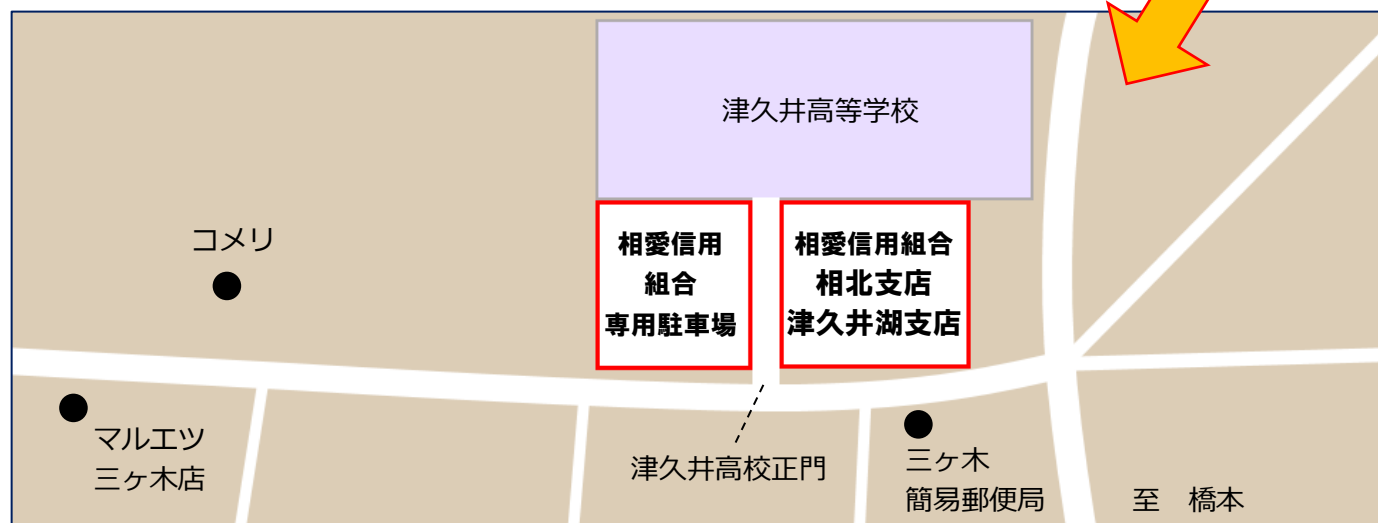 津久井高等学校
コメリ
相愛信用
組合
専用駐車場
相愛信用組合
相北支店
津久井湖支店
マルエツ
三ヶ木店
津久井高校正門
三ヶ木
簡易郵便局
至　橋本